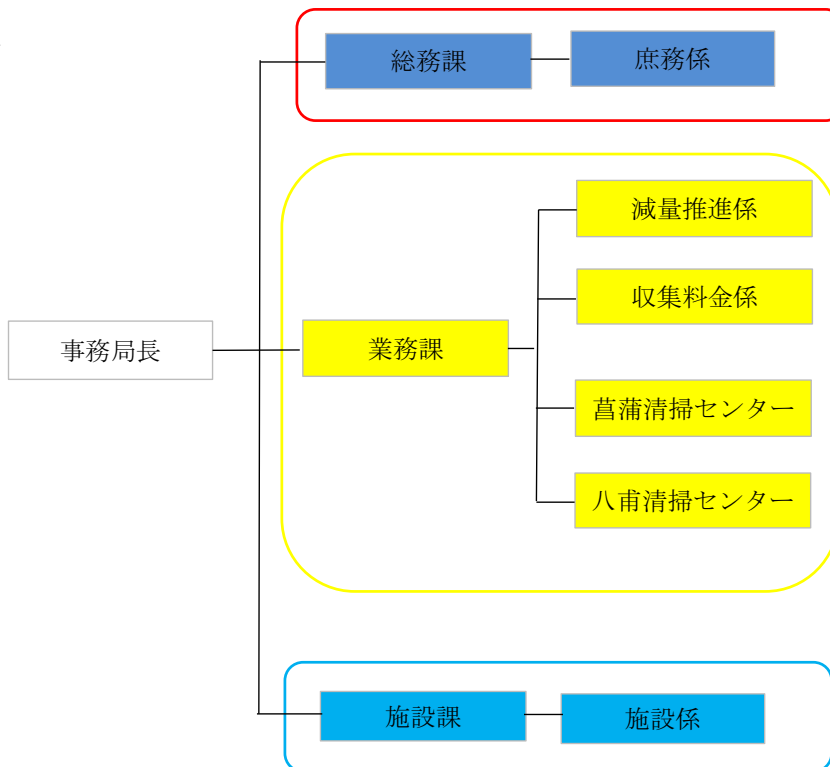 総務課
庶務係
減量推進係
収集料金係
事務局長
業務課
菖蒲清掃センター
八甫清掃センター
施設課
施設係